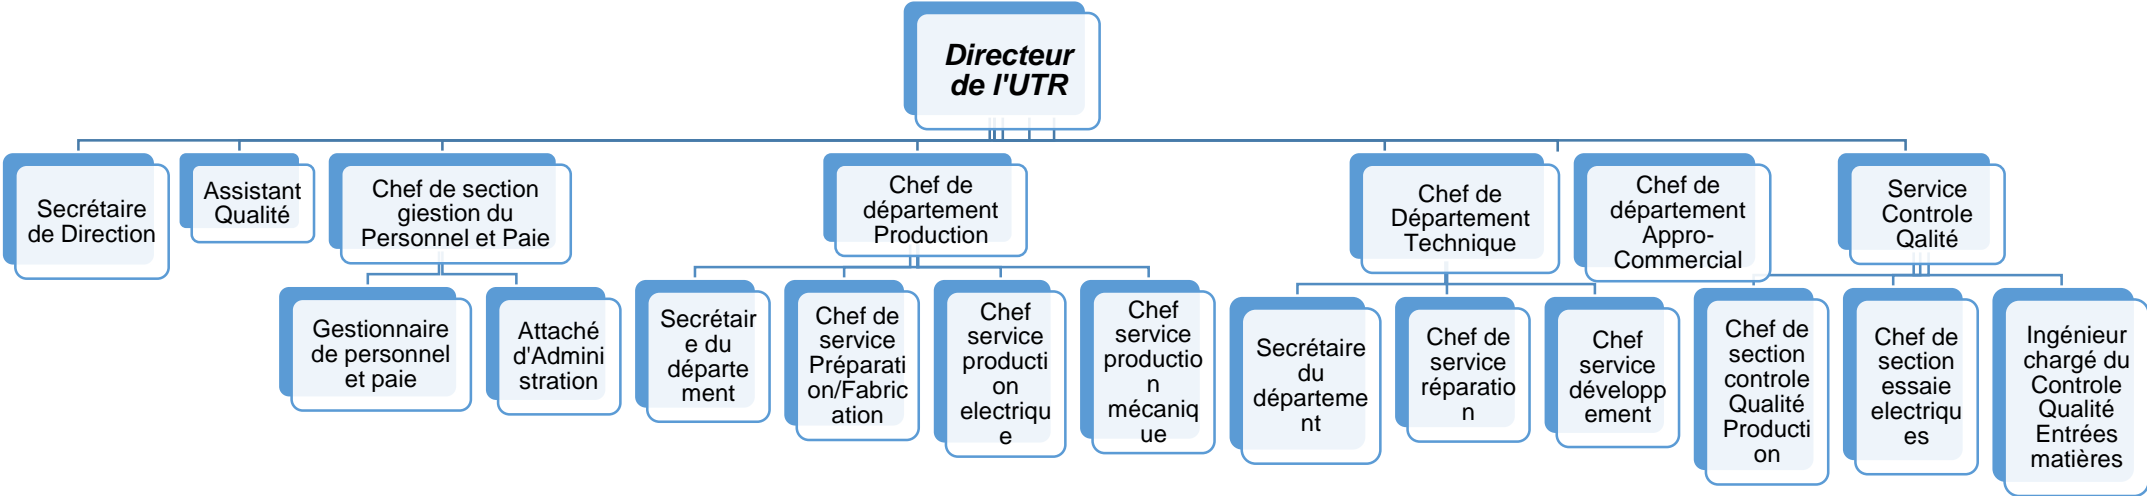 Directeur
de l'UTR
Secrétaire
de Direction
Assistant
Qualité
Chef de section
giestion du
Personnel et Paie
Chef de
département
Production
Chef de
Département
Technique
Chef de
département
Appro-
Commercial
Service
Controle
Qalité
Gestionnaire
de personnel
et paie
Attaché
d'Admini
stration
Secrétair
e du
départe
ment
Chef de
service
Préparati
on/Fabric
ation
Chef
service
producti
on
electriqu
e
Chef
service
productio
n
mécaniq
ue
Secrétaire
du
départeme
nt
Chef de
service
réparatio
n
Chef
service
développ
ement
Chef de
section
controle
Qualité
Producti
on
Chef de
section
essaie
electriqu
es
Ingénieur
chargé du
Controle
Qualité
Entrées
matières